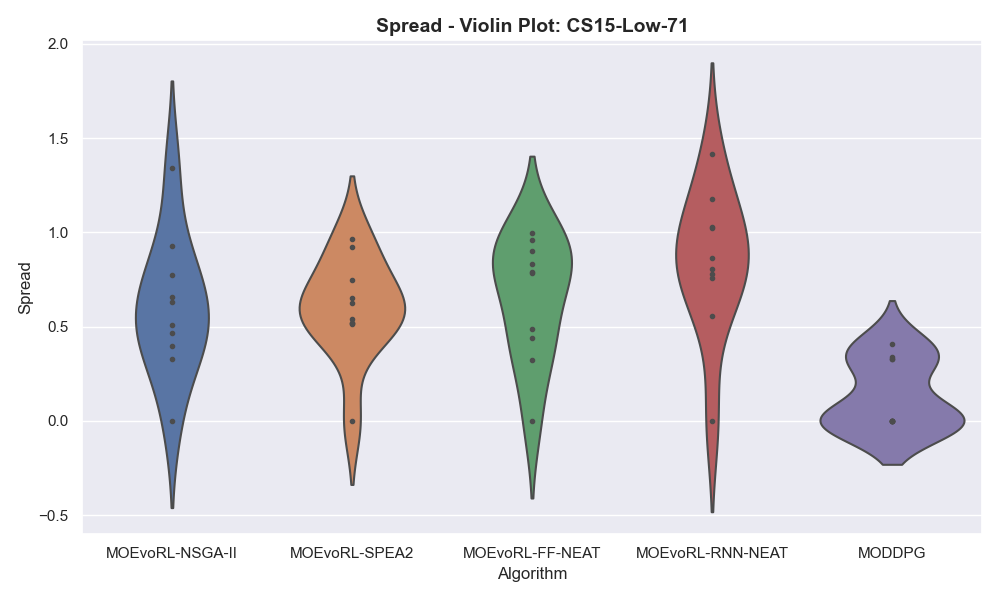 Spread - Violin Plot: CS15-Low-71
2.0
1.5
1.0
0.5
0.0
−0.5
Spread
MOEvoRL-NSGA-II MOEvoRL-SPEA2 MOEvoRL-FF-NEAT MOEvoRL-RNN-NEAT MODDPG
Algorithm